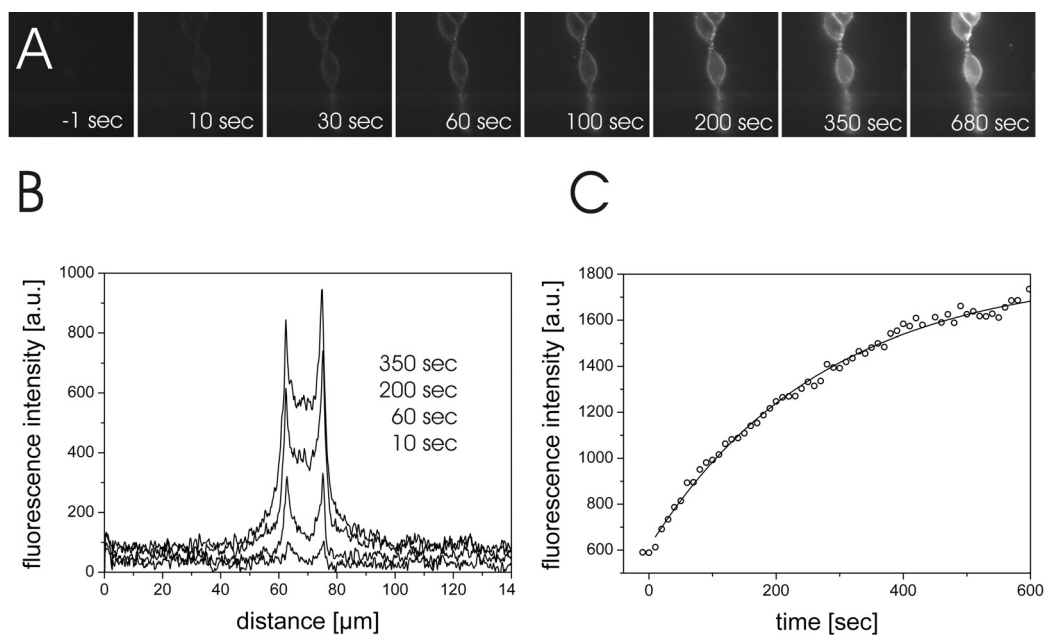 A
-1 sec
10 sec
30 sec
60 sec
100 sec
200 sec
350 sec
680 sec
B
fluorescence intensity [a.u.]
1000
800
600
400
200
0
0
20
40
60
80
100
120
14
distance [µm]
350 sec
200 sec
60 sec
10 sec
C
fluorescence intensity [a.u.]
1800
1600
1400
1200
1000
800
600
0
200
400
600
time [sec]